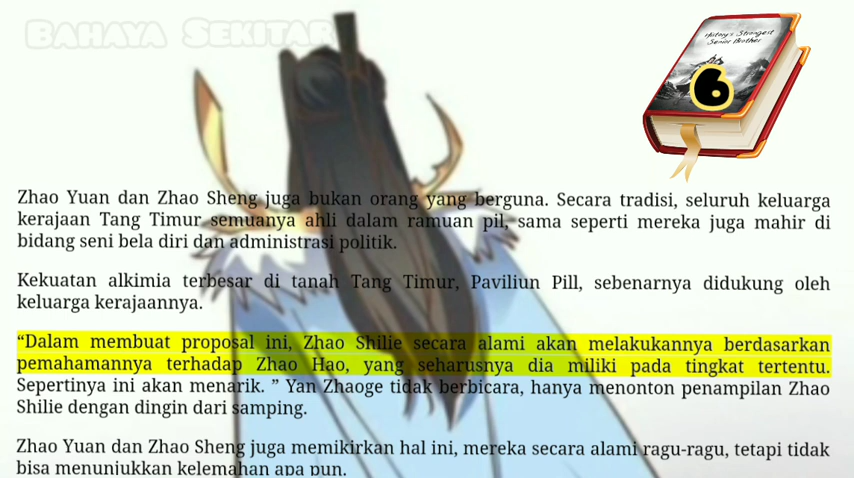 Bahaya Sekitar
History's Strongest
Senior Brother
6
Zhao Yuan dan Zhao Sheng juga bukan orang yang berguna. Secara tradisi, seluruh keluarga
kerajaan Tang Timur semuanya ahli dalam ramuan pil, sama seperti mereka juga mahir di
bidang seni bela diri dan administrasi politik.
Kekuatan alkimia terbesar di tanah Tang Timur, Paviliun Pill, sebenarnya didukung oleh
keluarga kerajaannya.
“Dalam membuat proposal ini, Zhao Shilie secara alami akan melakukannya berdasarkan
pemahamannya terhadap Zhao Hao, yang seharusnya dia miliki pada tingkat tertentu.
Sepertinya ini akan menarik. ” Yan Zhaoge tidak berbicara, hanya menonton penampilan Zhao
Shilie dengan dingin dari samping.
Zhao Yuan dan Zhao Sheng juga memikirkan hal ini, mereka secara alami ragu-ragu, tetapi tidak
bisa menunjukkan kelemahan apa pun.